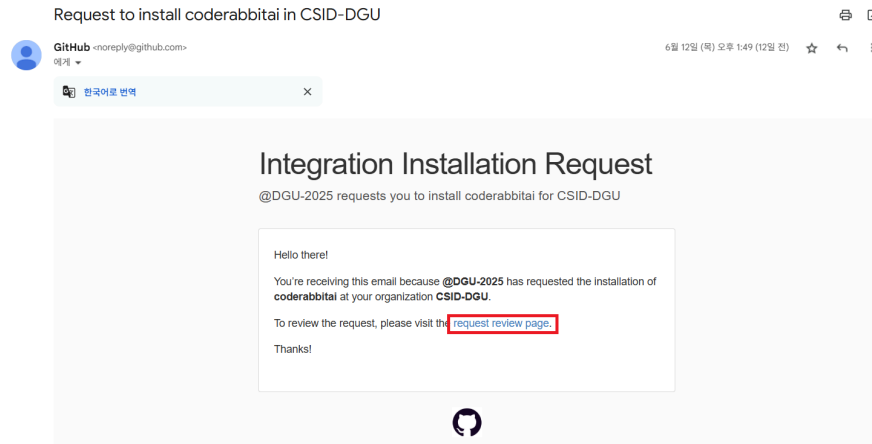 Request to install coderabbitai in CSID-DGU
GitHub <noreply@github.com>
6월 12일 (목) 오후 1:49 (12일 전)
에게
한국어로 번역
Integration Installation Request
@DGU-2025 requests you to install coderabbitai for CSID-DGU
Hello there!
You're receiving this email because @DGU-2025 has requested the installation of
coderabbitai at your organization CSID-DGU.
To review the request, please visit the request review page.
Thanks!